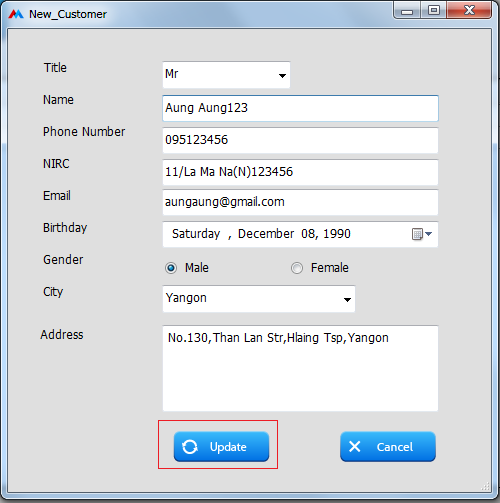 New_Customer
Title Mr
Name Aung Aung123
Phone Number 095123456
NIRC 11/La Ma Na(N)123456
Email aungaung@gmail.com
Birthday Saturday , December 08, 1990
Gender Male Female
City Yangon
Address No.130,Than Lan Str,Hlaing Tsp,Yangon
Update Cancel